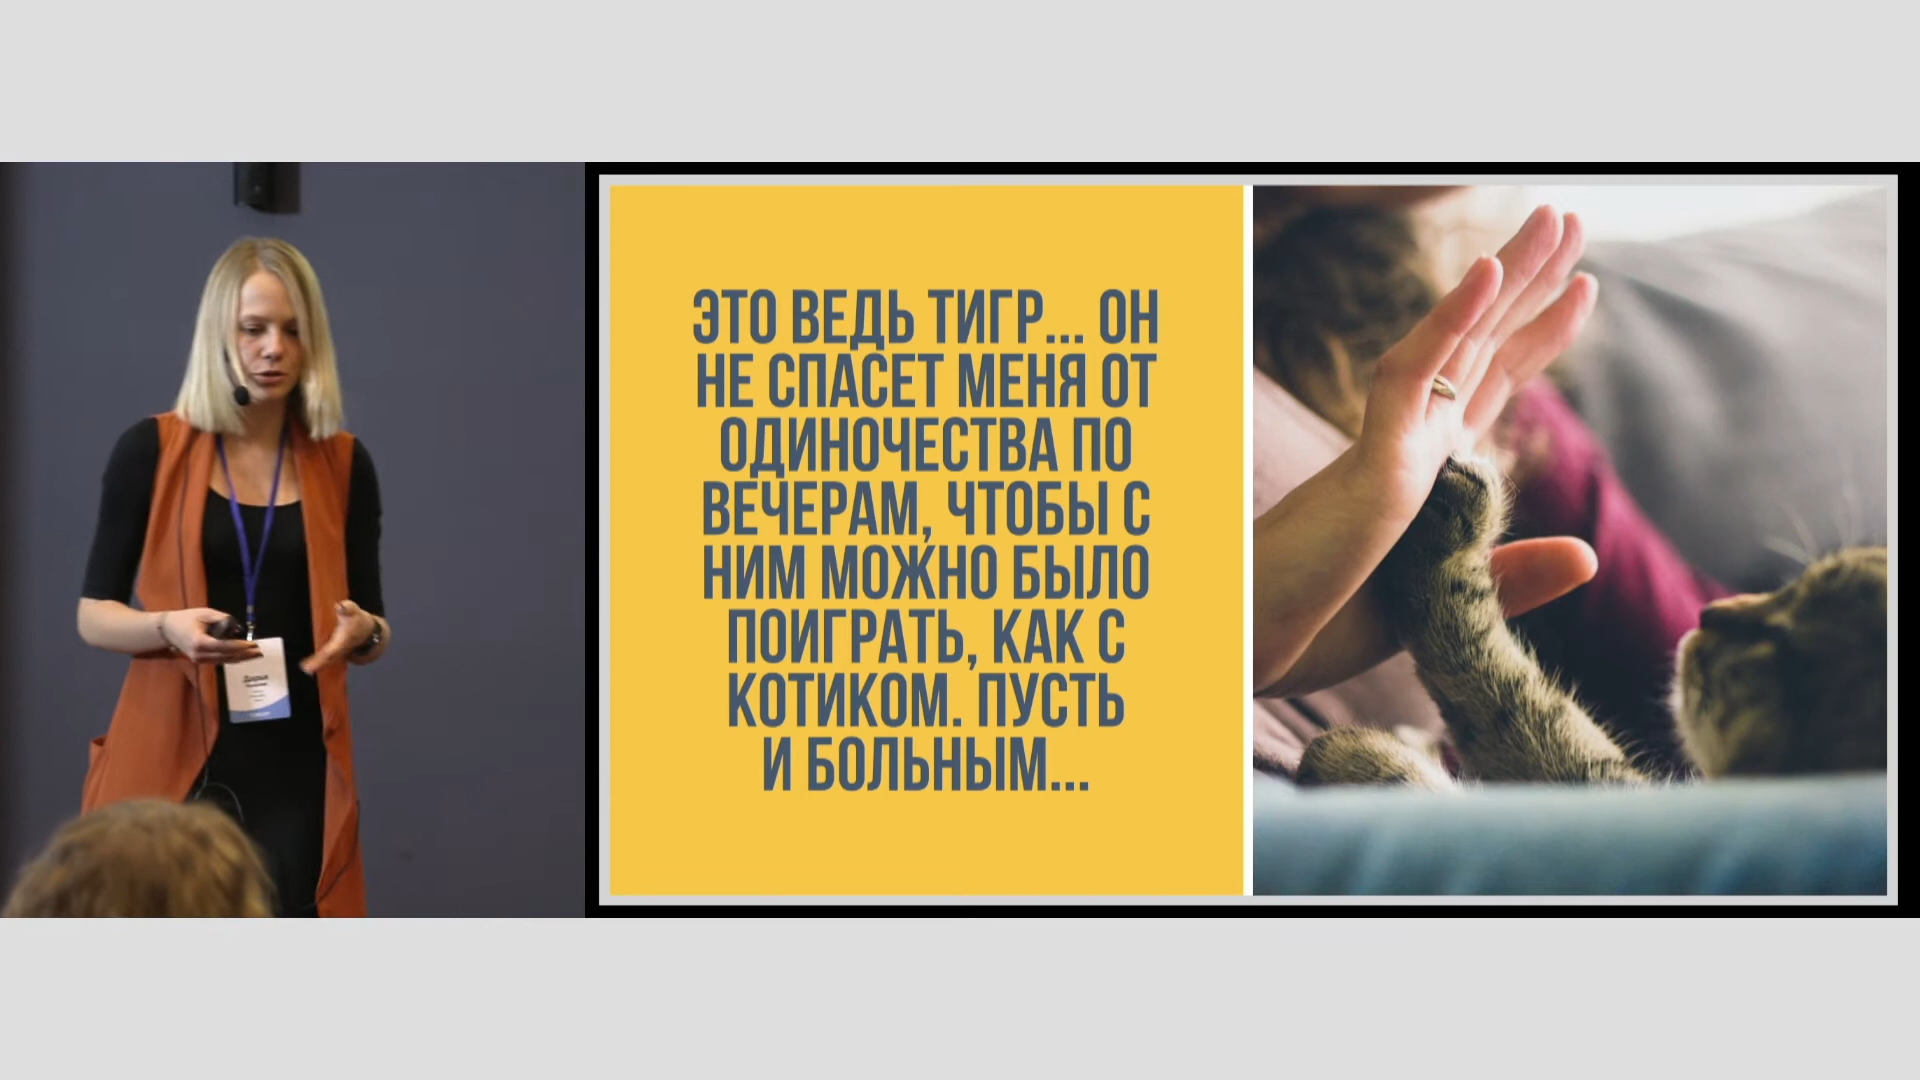 ЭТО ВЕДЬ ТИГР... ОН
НЕ СПАСЕТ МЕНЯ ОТ
ОДИНОЧЕСТВА ПО
ВЕЧЕРАМ, ЧТОБЫ С
НИМ МОЖНО БЫЛО
ПОИГРАТЬ, КАК С
КОТИКОМ. ПУСТЬ
И БОЛЬНЫМ...
Дарья